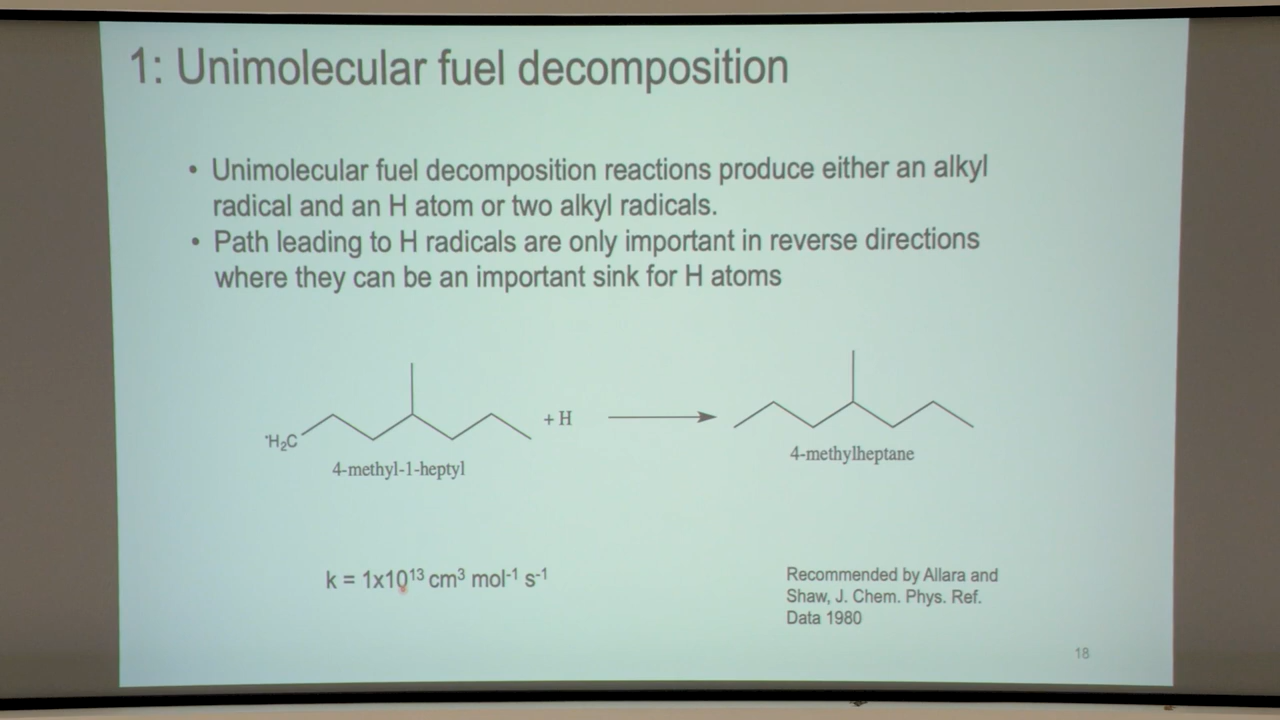 1: Unimolecular fuel decomposition
• Unimolecular fuel decomposition reactions produce either an alkyl
radical and an H atom or two alkyl radicals.
• Path leading to H radicals are only important in reverse directions
where they can be an important sink for H atoms
•H₂C
+ H
4-methyl-1-heptyl
4-methylheptane
k = 1x10¹³ cm³ mol⁻¹ s⁻¹
Recommended by Allara and
Shaw, J. Chem. Phys. Ref.
Data 1980
18